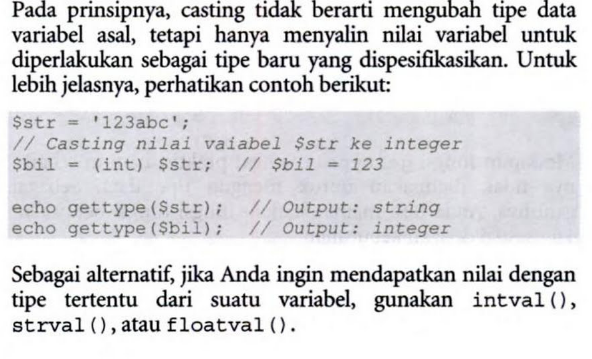 Pada prinsipnya, casting tidak berarti mengubah tipe data
variabel asal, tetapi hanya menyalin nilai variabel untuk
diperlakukan sebagai tipe baru yang dispesifikasikan. Untuk
lebih jelasnya, perhatikan contoh berikut:
$str = '123abc';
// Casting nilai vaiabel $str ke integer
$bil = (int) $str; // $bil = 123
echo gettype($str); // Output: string
echo gettype($bil); // Output: integer
Sebagai alternatif, jika Anda ingin mendapatkan nilai dengan
tipe tertentu dari suatu variabel, gunakan intval(),
strval(), atau floatval().